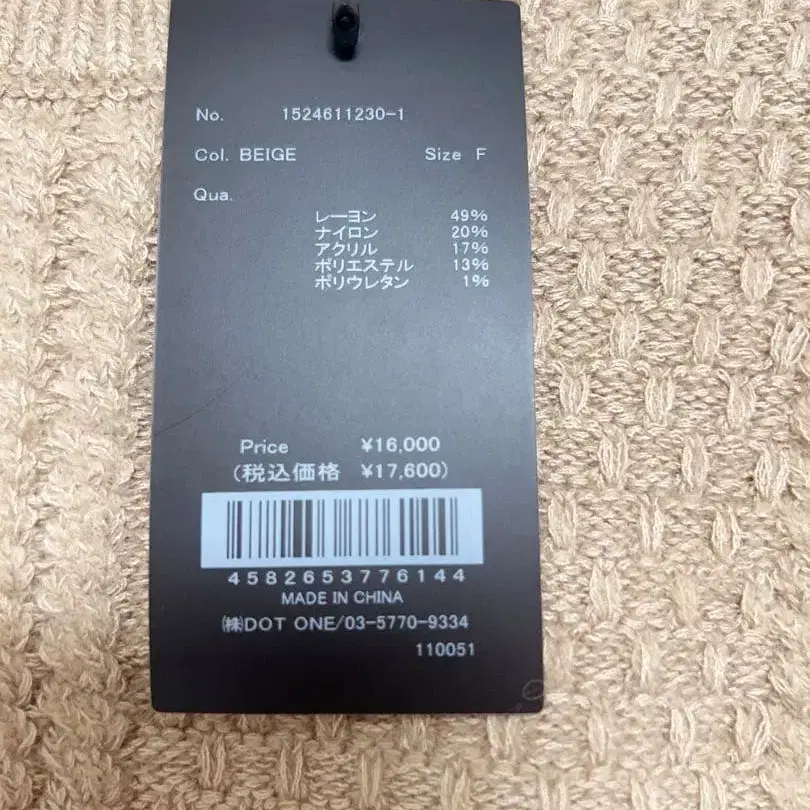 No. 1524611230-1
Col. BEIGE Size F
Qua.
レーヨン 49%
ナイロン 20%
アクリル 17%
ポリエステル 13%
ポリウレタン 1%
Price ¥16,000
(税込価格 ¥17,600)
4582653776144
MADE IN CHINA
㈱DOT ONE/03-5770-9334
110051